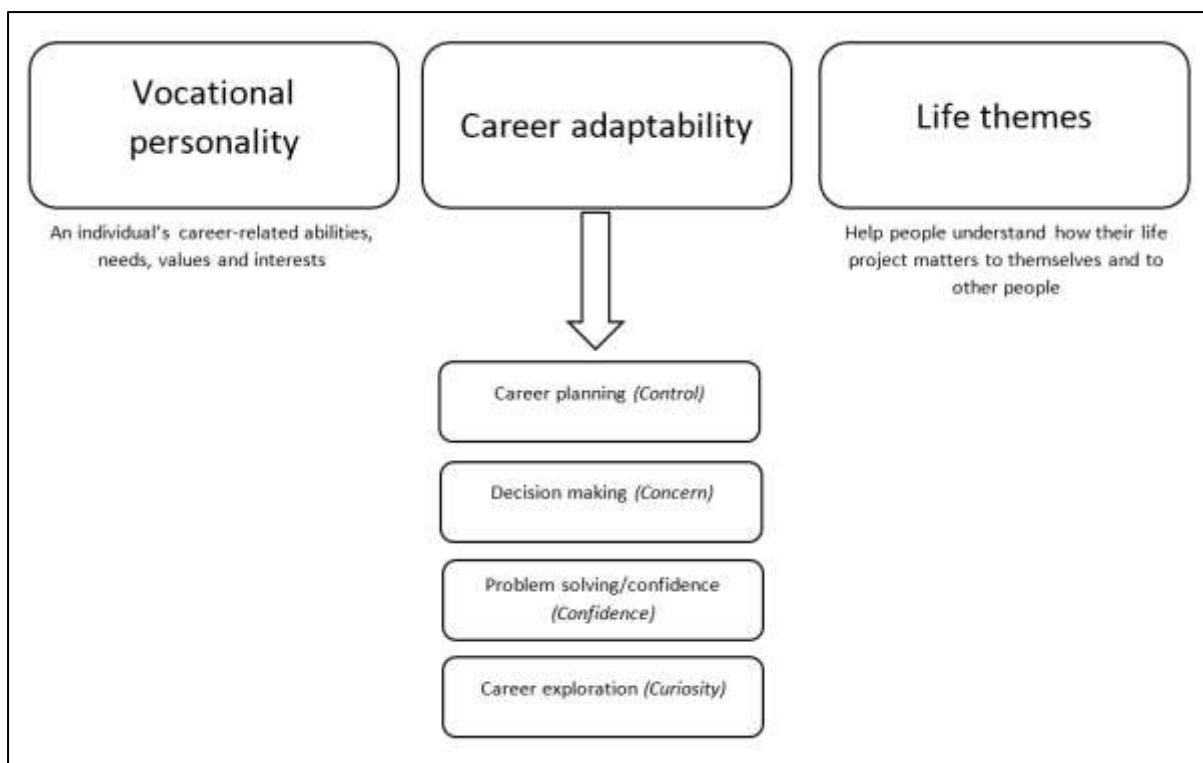 Vocational
personality
An individual's career-related abilities,
needs, values and interests
Career adaptability
Life themes
Help people understand how their life
project matters to themselves and to
other people
Career planning (Control)
Decision making (Concern)
Problem solving/confidence
(Confidence)
Career exploration (Curiosity)